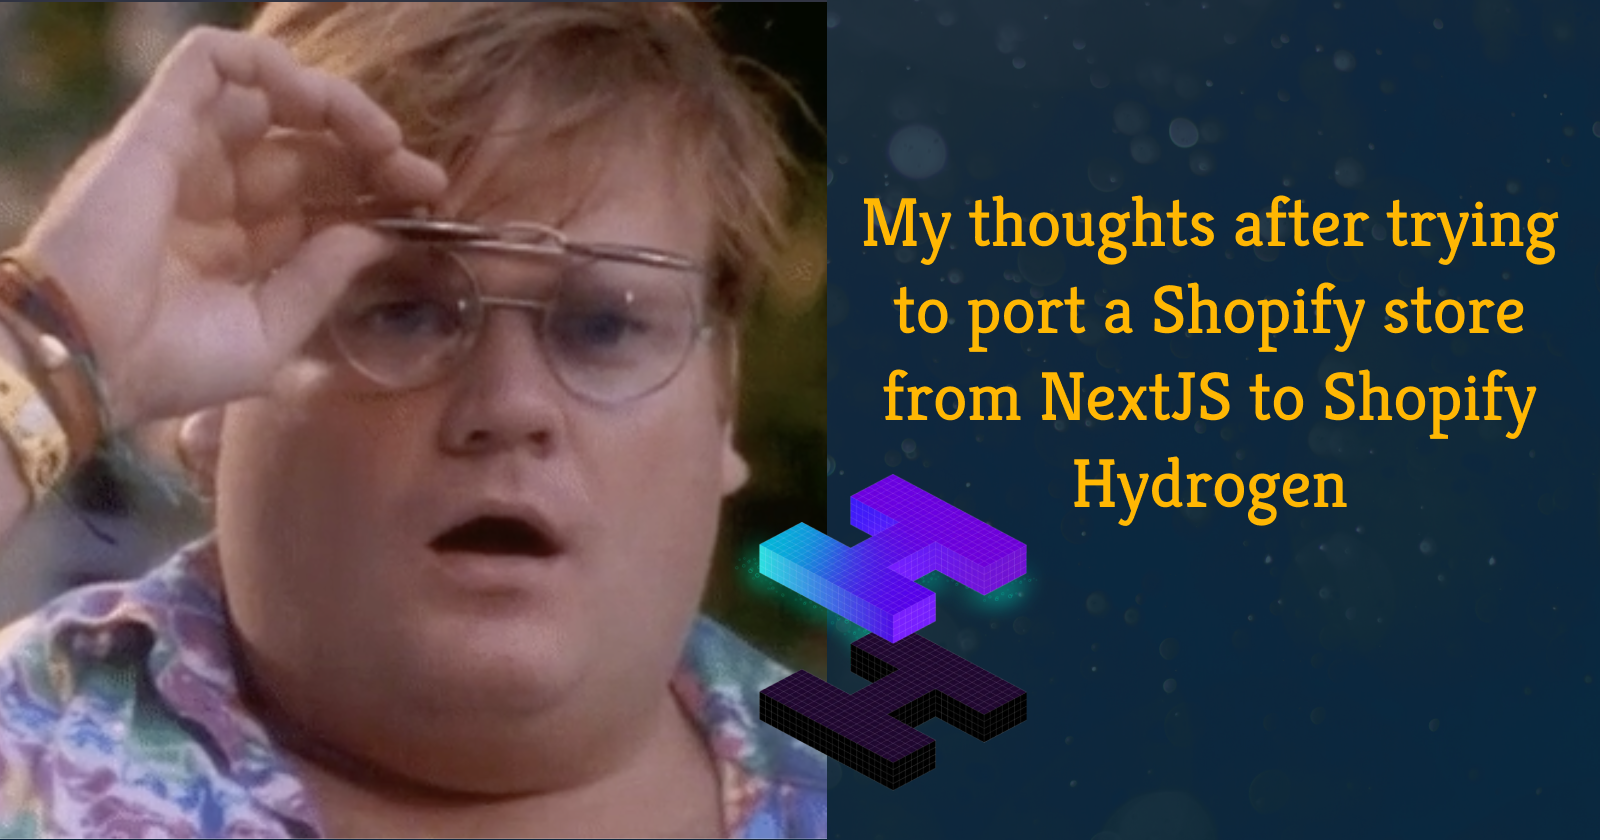 My thoughts after trying
to port a Shopify store
from NextJS to Shopify
Hydrogen